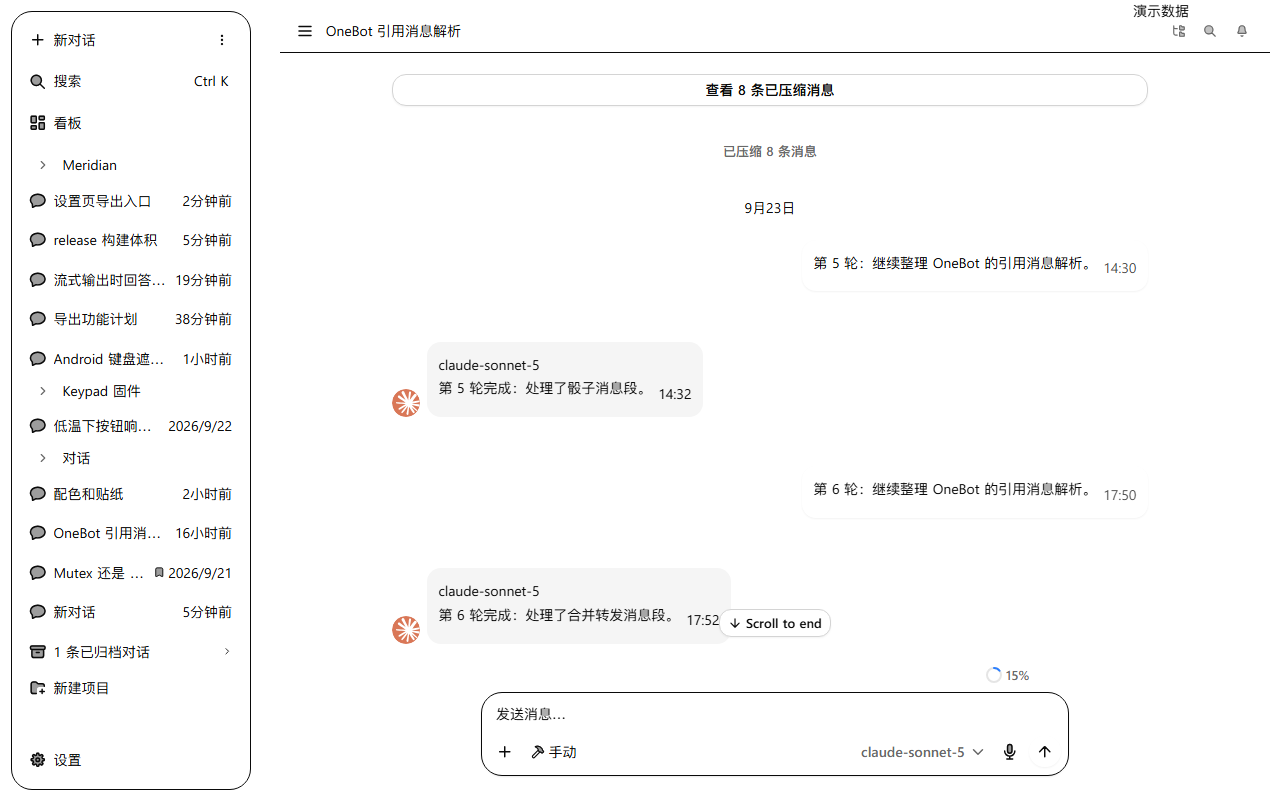 新对话
搜索 Ctrl K
看板
Meridian
设置页导出入口 2分钟前
release 构建体积 5分钟前
流式输出时回答… 19分钟前
导出功能计划 38分钟前
Android 键盘遮… 1小时前
Keypad 固件
低温下按钮响… 2026/9/22
对话
配色和贴纸 2小时前
OneBot 引用消… 16小时前
Mutex 还是 … 2026/9/21
新对话 5分钟前
1 条已归档对话
新建项目
设置
演示数据
OneBot 引用消息解析
查看 8 条已压缩消息
已压缩 8 条消息
9月23日
第 5 轮：继续整理 OneBot 的引用消息解析。 14:30
claude-sonnet-5
第 5 轮完成：处理了骰子消息段。 14:32
第 6 轮：继续整理 OneBot 的引用消息解析。 17:50
claude-sonnet-5
第 6 轮完成：处理了合并转发消息段。 17:52
Scroll to end
15%
发送消息…
手动 claude-sonnet-5